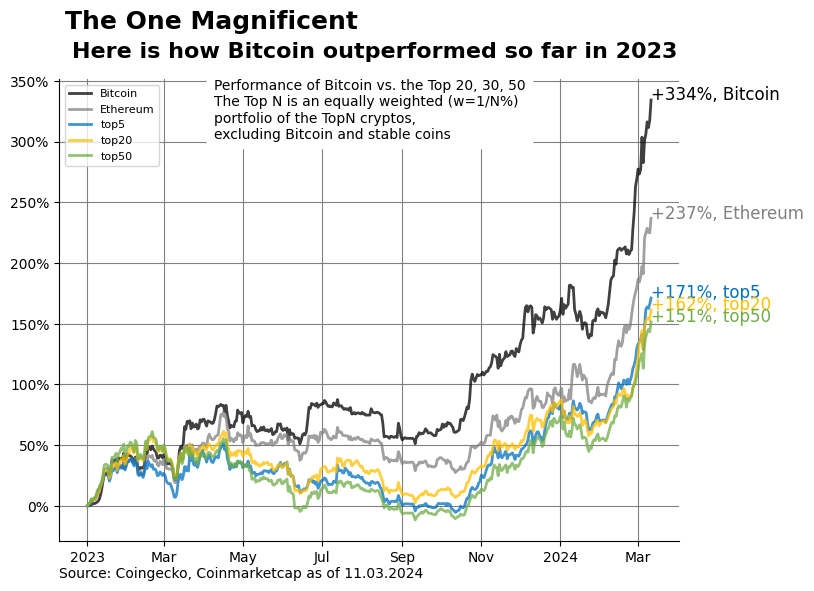 The One Magnificent
Here is how Bitcoin outperformed so far in 2023
350%
300%
250%
200%
150%
100%
50%
0%
Bitcoin
Ethereum
top5
top20
top50
Performance of Bitcoin vs. the Top 20, 30, 50
The Top N is an equally weighted (w=1/N%)
portfolio of the TopN cryptos,
excluding Bitcoin and stable coins
+334%, Bitcoin
+237%, Ethereum
+171%, top5
+162%, top20
+151%, top50
2023 Mar May Jul Sep Nov 2024 Mar
Source: Coingecko, Coinmarketcap as of 11.03.2024